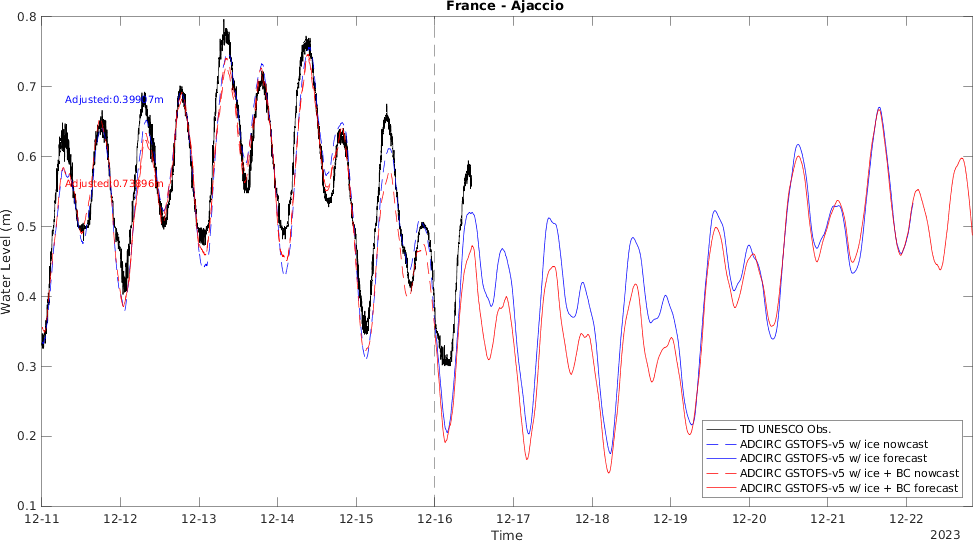 France - Ajaccio
0.8
0.7
0.6
0.5
0.4
0.3
0.2
0.1
Water Level (m)
Adjusted:0.39997m
Adjusted:0.73896m
TD UNESCO Obs.
ADCIRC GSTOFS-v5 w/ ice nowcast
ADCIRC GSTOFS-v5 w/ ice forecast
ADCIRC GSTOFS-v5 w/ ice + BC nowcast
ADCIRC GSTOFS-v5 w/ ice + BC forecast
12-11 12-12 12-13 12-14 12-15 12-16 12-17 12-18 12-19 12-20 12-21 12-22
Time
2023